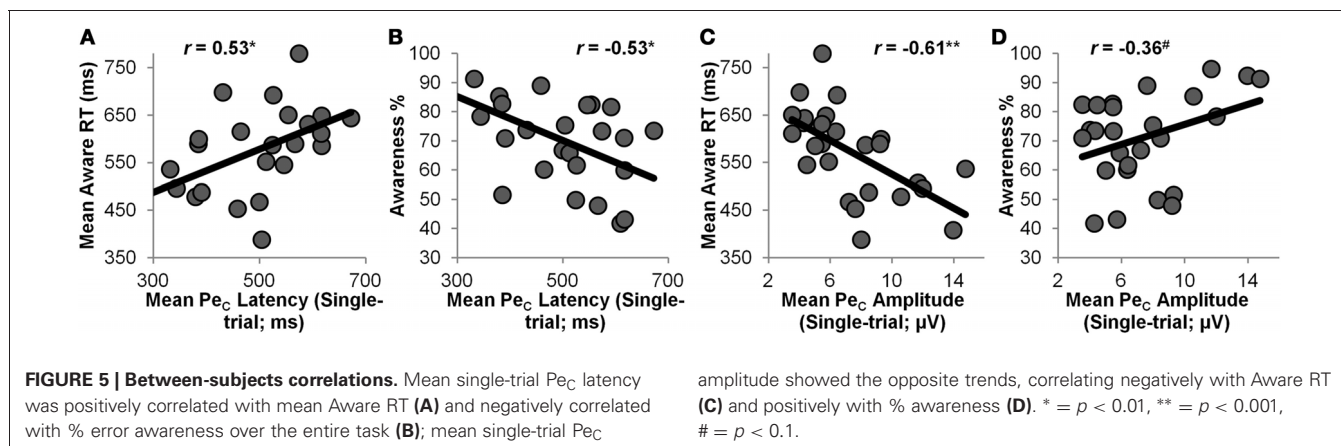 A
r = 0.53*
Mean Aware RT (ms)
750
650
550
450
350
300
500
700
Mean PeC Latency (Single-
trial; ms)
B
r = -0.53*
Awareness %
100
90
80
70
60
50
40
30
300
500
700
Mean PeC Latency (Single-
trial; ms)
C
r = -0.61**
Mean Aware RT (ms)
750
650
550
450
350
2
6
10
14
Mean PeC Amplitude
(Single-trial; µV)
D
r = -0.36#
Awareness %
100
90
80
70
60
50
40
30
2
6
10
14
Mean PeC Amplitude
(Single-trial; µV)
FIGURE 5 | Between-subjects correlations. Mean single-trial PeC latency
was positively correlated with mean Aware RT (A) and negatively correlated
with % error awareness over the entire task (B); mean single-trial PeC
amplitude showed the opposite trends, correlating negatively with Aware RT
(C) and positively with % awareness (D). * = p < 0.01, ** = p < 0.001,
# = p < 0.1.